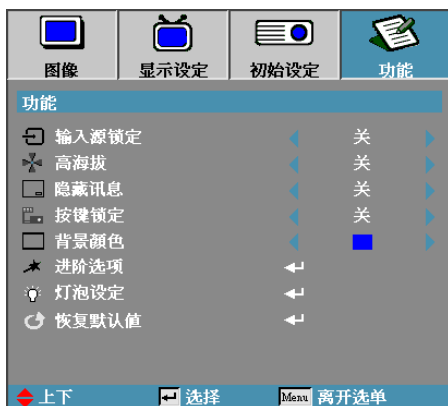 图像 显示设定 初始设定 功能
功能
输入源锁定 关
高海拔 关
隐藏讯息 关
按键锁定 关
背景颜色
进阶选项
灯泡设定
恢复默认值
上下 选择 Menu 离开选单